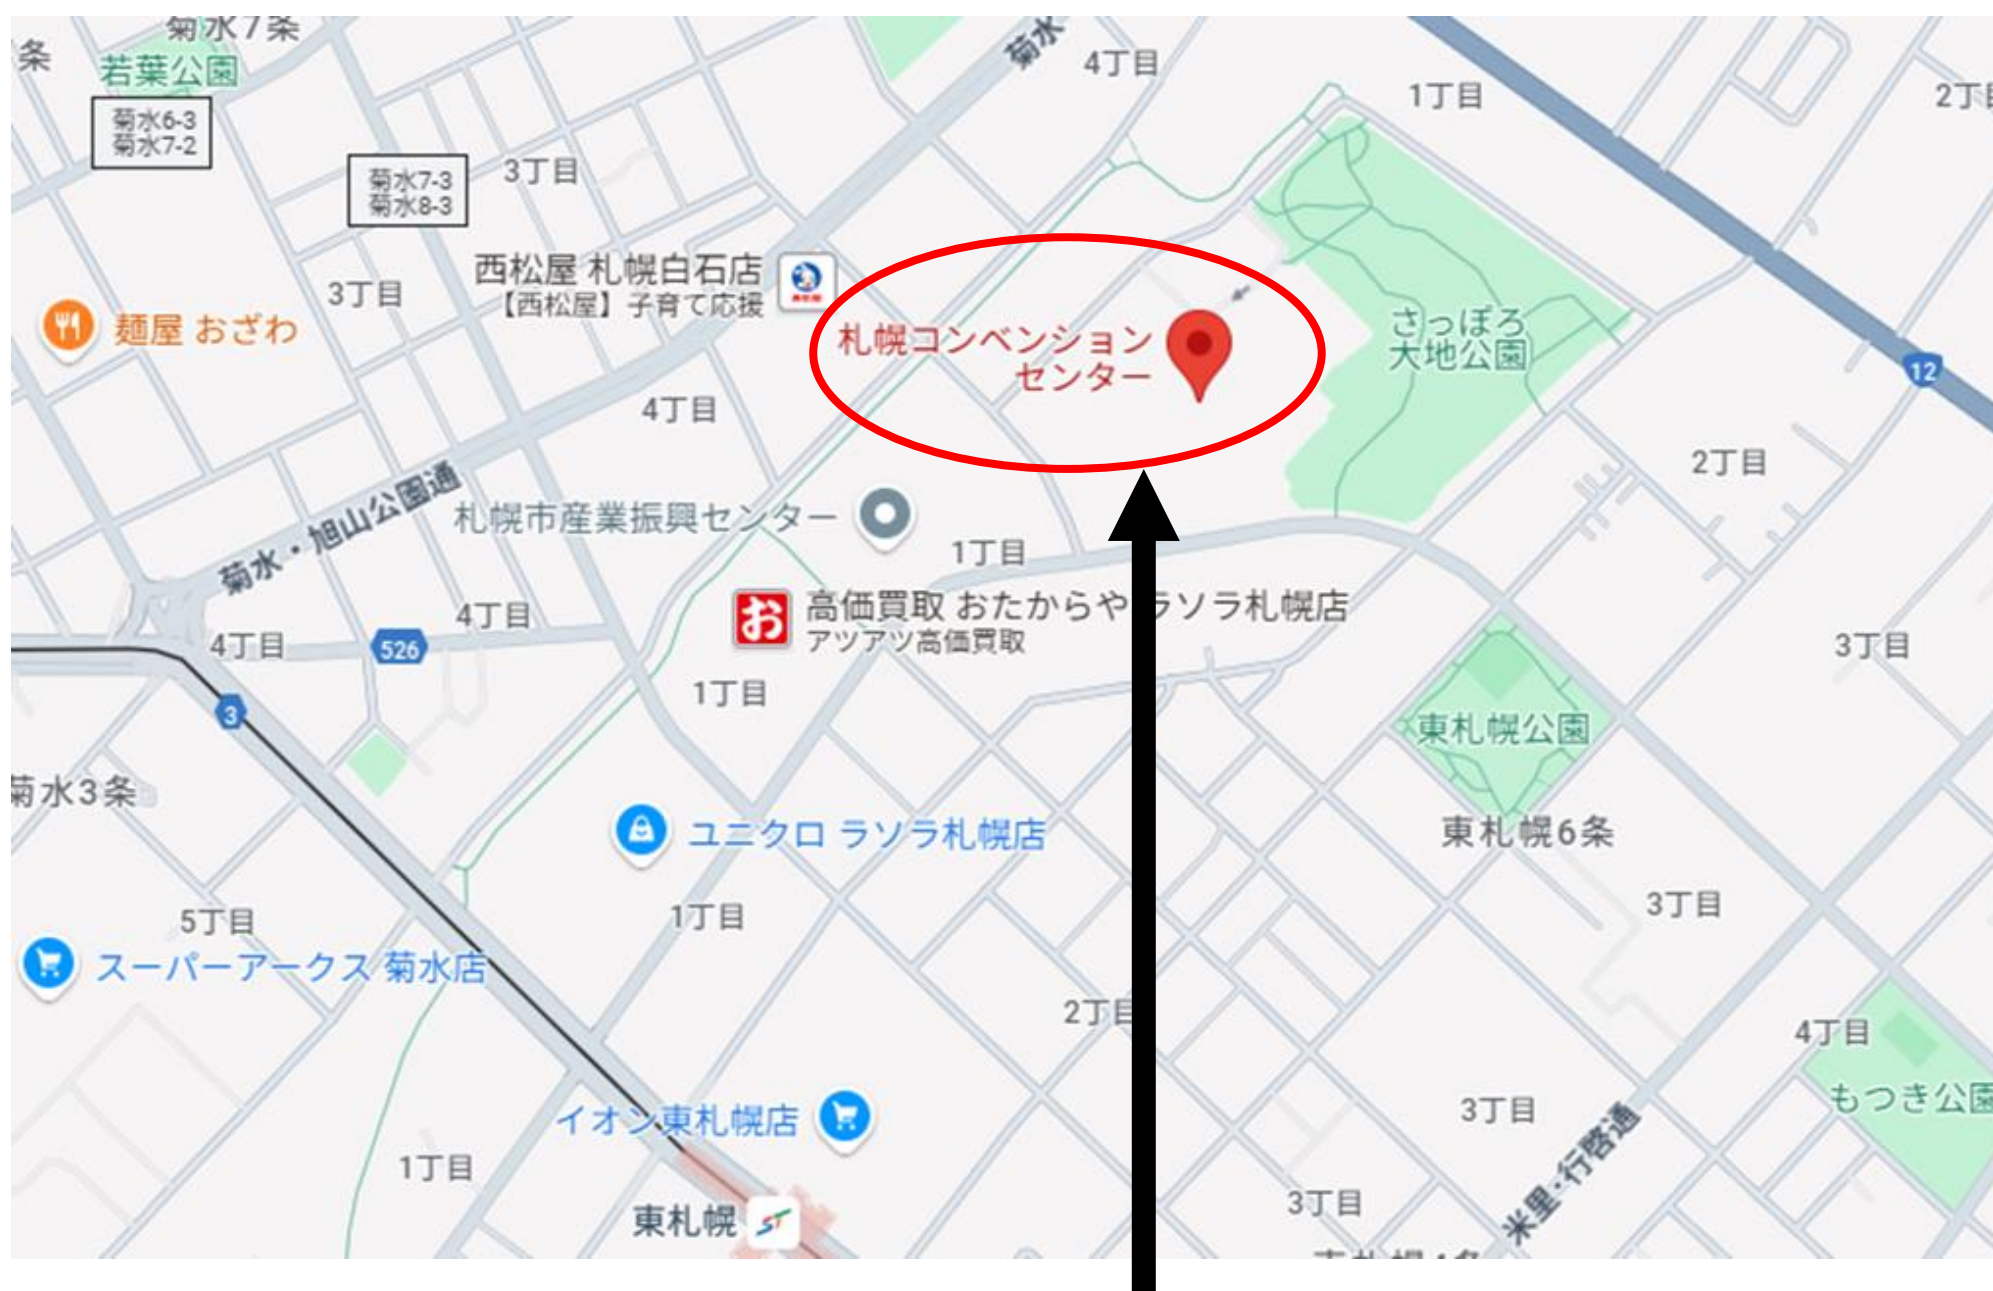 菊水7条
条
若葉公園
菊水
4丁目
1丁目
菊水6-3
菊水7-2
3丁目
菊水7-3
菊水8-3
西松屋 札幌白石店
【西松屋】子育て応援
3丁目
麺屋 おざわ
札幌コンベンション
センター
さっぽろ
大地公園
12
4丁目
2丁目
菊水・旭山公園通
札幌市産業振興センター
1丁目
お
高価買取 おたからや ラソラ札幌店
アツアツ高価買取
4丁目
4丁目
526
3丁目
1丁目
3
東札幌公園
菊水3条
ユニクロ ラソラ札幌店
東札幌6条
5丁目
1丁目
3丁目
スーパーアークス 菊水店
2丁目
4丁目
もつき公園
イオン東札幌店
3丁目
1丁目
米里・行啓通
3丁目
東札幌
ST